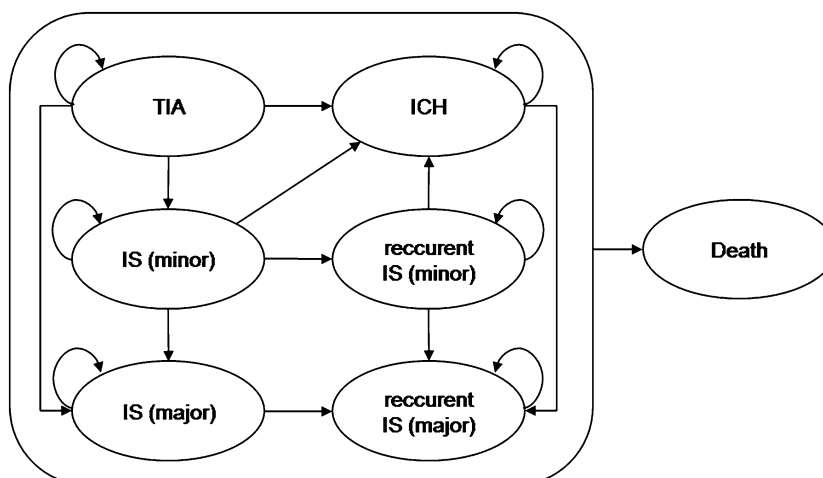 TIA
ICH
IS (minor)
reccurent
IS (minor)
Death
IS (major)
reccurent
IS (major)